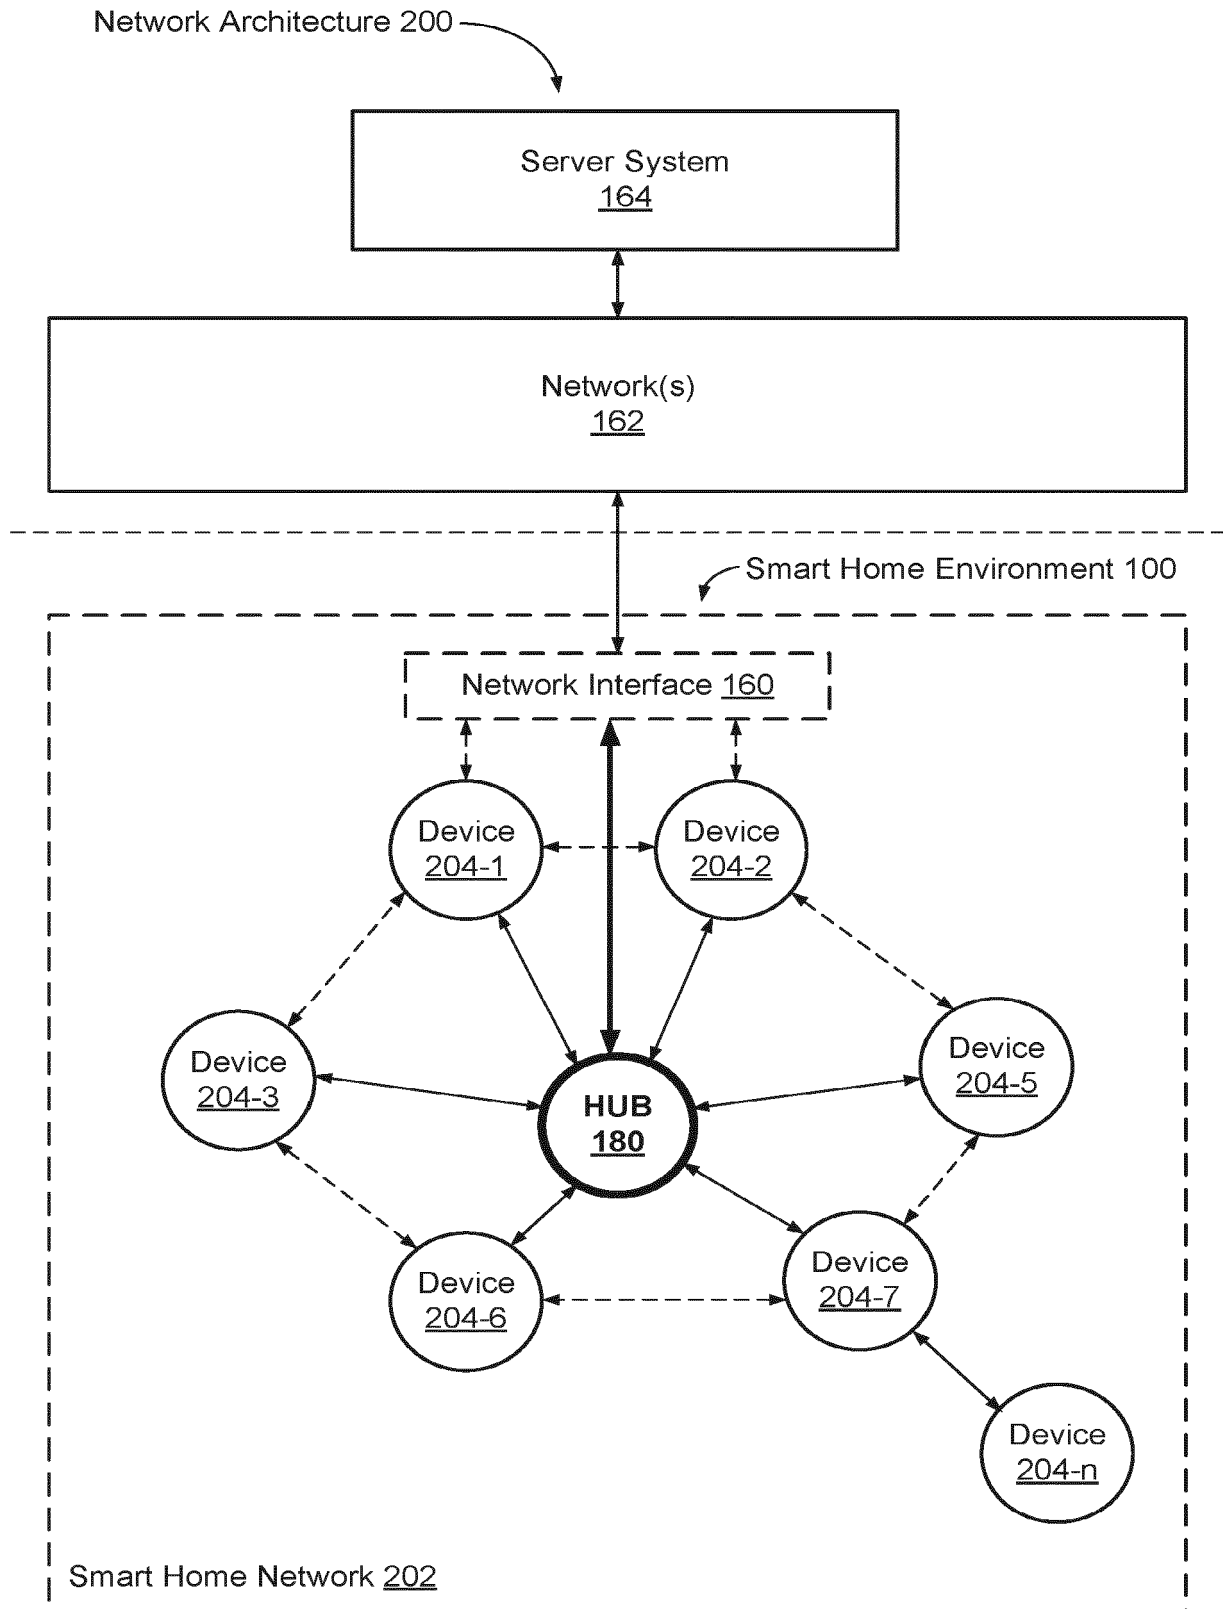 Network Architecture 200
Server System
164
Network(s)
162
Smart Home Environment 100
Network Interface 160
Device
204-1
Device
204-2
Device
204-3
Device
204-5
HUB
180
Device
204-6
Device
204-7
Device
204-n
Smart Home Network 202